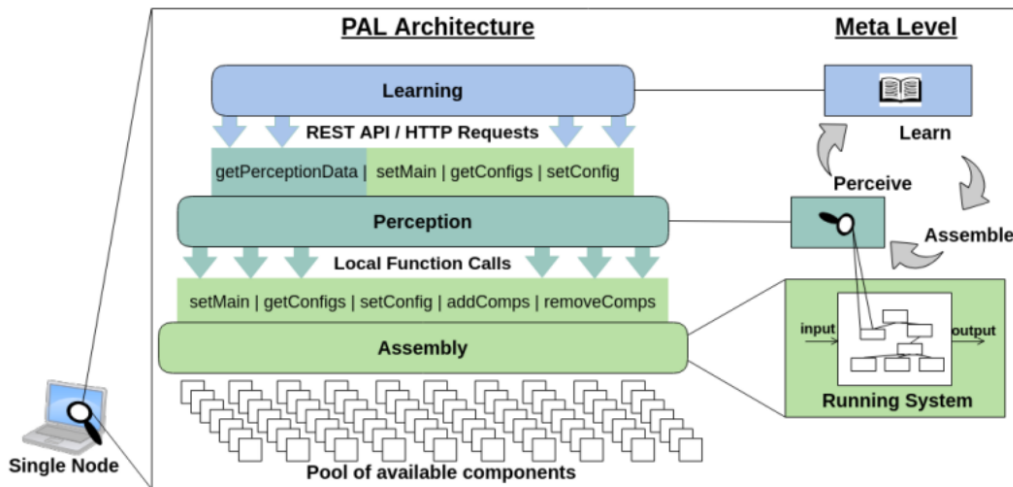 PAL Architecture
Meta Level
Learning
Learn
REST API / HTTP Requests
getPerceptionData | setMain | getConfigs | setConfig
Perceive
Perception
Assemble
Local Function Calls
setMain | getConfigs | setConfig | addComps | removeComps
Assembly
input
output
Running System
Single Node
Pool of available components